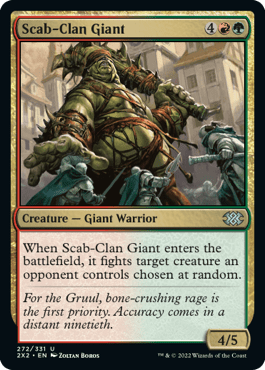 Scab-Clan Giant 4
Creature — Giant Warrior
When Scab-Clan Giant enters the
battlefield, it fights target creature an
opponent controls chosen at random.
For the Gruul, bone-crushing rage is
the first priority. Accuracy comes in a
distant ninetieth.
4/5
272/331 U
2X2 • EN Zoltan Boros
™ & © 2022 Wizards of the Coast